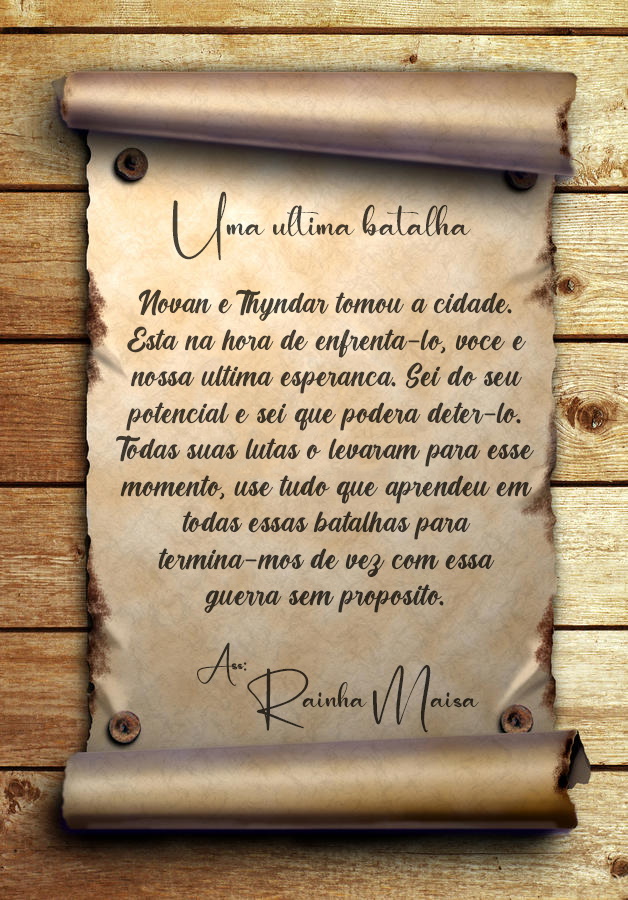 Uma ultima batalha
Novan e Thyndar tomou a cidade.
Esta na hora de enfrenta-lo, voce e
nossa ultima esperanca. Sei do seu
potencial e sei que podera deter-lo.
Todas suas lutas o levaram para esse
momento, use tudo que aprendeu em
todas essas batalhas para
termina-mos de vez com essa
guerra sem proposito.
Ass:
Rainha Maisa